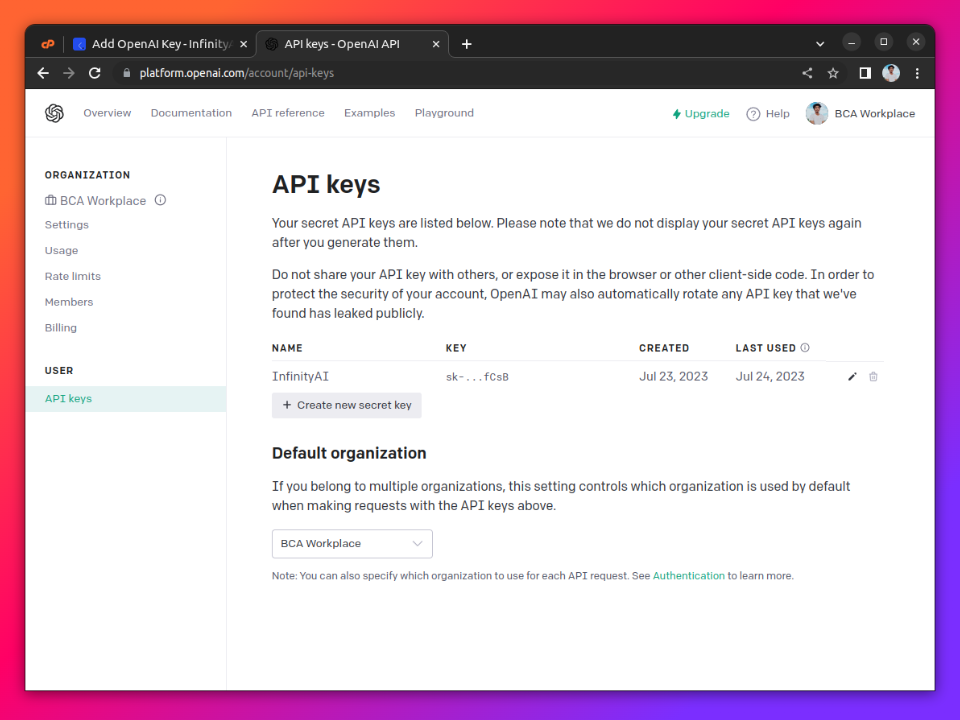 Add OpenAI Key - Infinity
API keys - OpenAI API
platform.openai.com/account/api-keys
Overview
Documentation
API reference
Examples
Playground
Upgrade
Help
BCA Workplace
ORGANIZATION
BCA Workplace
Settings
Usage
Rate limits
Members
Billing
USER
API keys
API keys
Your secret API keys are listed below. Please note that we do not display your secret API keys again
after you generate them.
Do not share your API key with others, or expose it in the browser or other client-side code. In order to
protect the security of your account, OpenAI may also automatically rotate any API key that we've
found has leaked publicly.
NAME KEY CREATED LAST USED
InfinityAI sk-...fCsB Jul 23, 2023 Jul 24, 2023
+ Create new secret key
Default organization
If you belong to multiple organizations, this setting controls which organization is used by default
when making requests with the API keys above.
BCA Workplace
Note: You can also specify which organization to use for each API request. See Authentication to learn more.